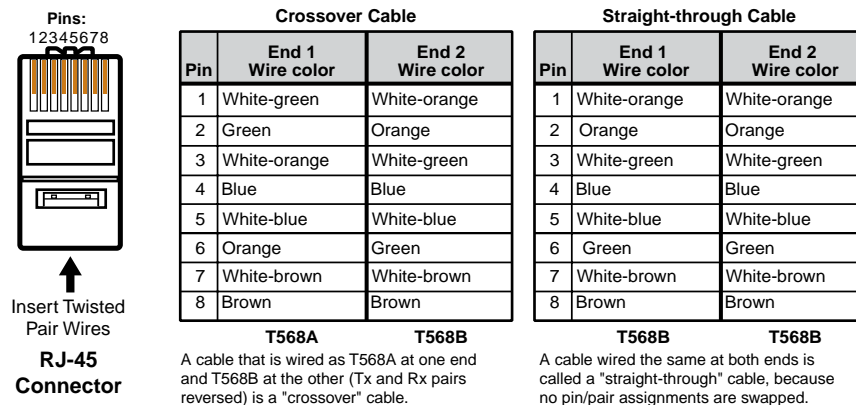 Pins:
12345678
Insert Twisted
Pair Wires
RJ-45
Connector
Crossover Cable
Pin End 1 Wire color End 2 Wire color
1 White-green White-orange
2 Green Orange
3 White-orange White-green
4 Blue Blue
5 White-blue White-blue
6 Orange Green
7 White-brown White-brown
8 Brown Brown
T568A T568B
A cable that is wired as T568A at one end
and T568B at the other (Tx and Rx pairs
reversed) is a "crossover" cable.
Straight-through Cable
Pin End 1 Wire color End 2 Wire color
1 White-orange White-orange
2 Orange Orange
3 White-green White-green
4 Blue Blue
5 White-blue White-blue
6 Green Green
7 White-brown White-brown
8 Brown Brown
T568B T568B
A cable wired the same at both ends is
called a "straight-through" cable, because
no pin/pair assignments are swapped.